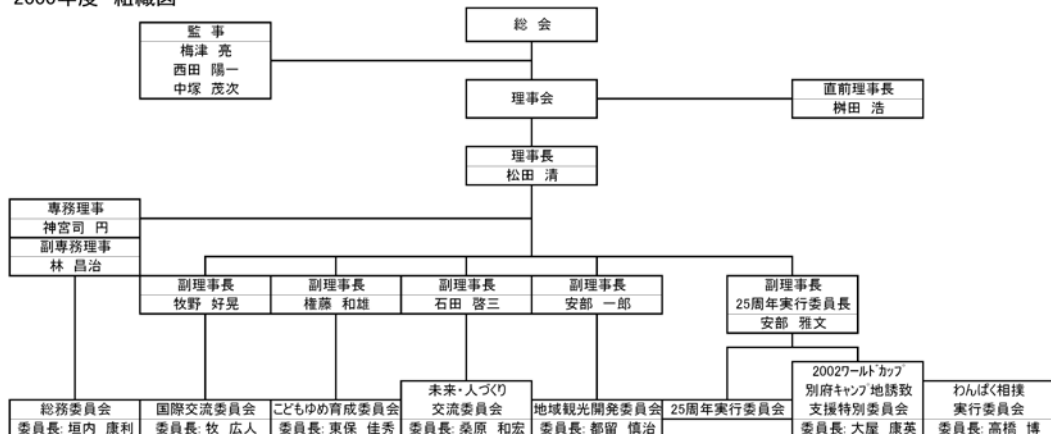 総 会
監 事
梅津 亮
西田 陽一
中塚 茂次
理事会
直前理事長
桝田 浩
理事長
松田 清
専務理事
神宮司 円
副専務理事
林 昌治
副理事長
牧野 好晃
副理事長
権藤 和雄
副理事長
石田 啓三
副理事長
安部 一郎
副理事長
25周年実行委員長
安部 雅文
総務委員会
委員長: 垣内 康利
国際交流委員会
委員長: 牧 広人
こどもゆめ育成委員会
委員長: 東保 佳秀
未来・人づくり
交流委員会
委員長: 桑原 和宏
地域観光開発委員会
委員長: 都留 慎治
25周年実行委員会
2002ワールドカップ
別府キャンプ地誘致
支援特別委員会
委員長: 大屋 康英
わんぱく相撲
実行委員会
委員長: 高橋 博